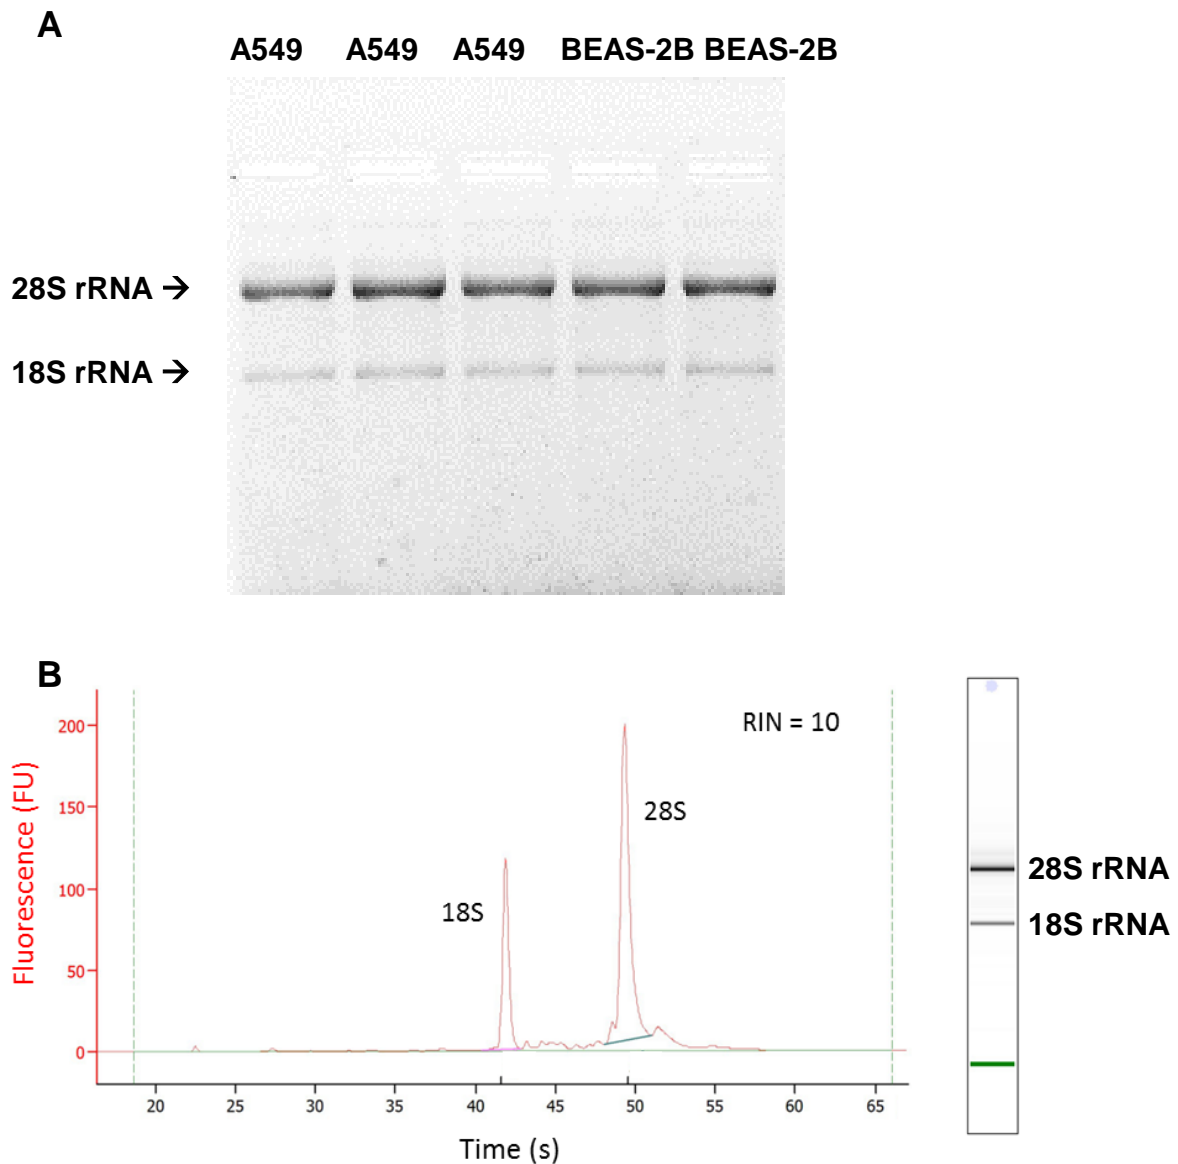 A
A549 A549 A549 BEAS-2B BEAS-2B
28S rRNA →
18S rRNA →
B
RIN = 10
200
150
100
50
0
Fluorescence (FU)
28S
18S
20 25 30 35 40 45 50 55 60 65
Time (s)
28S rRNA
18S rRNA